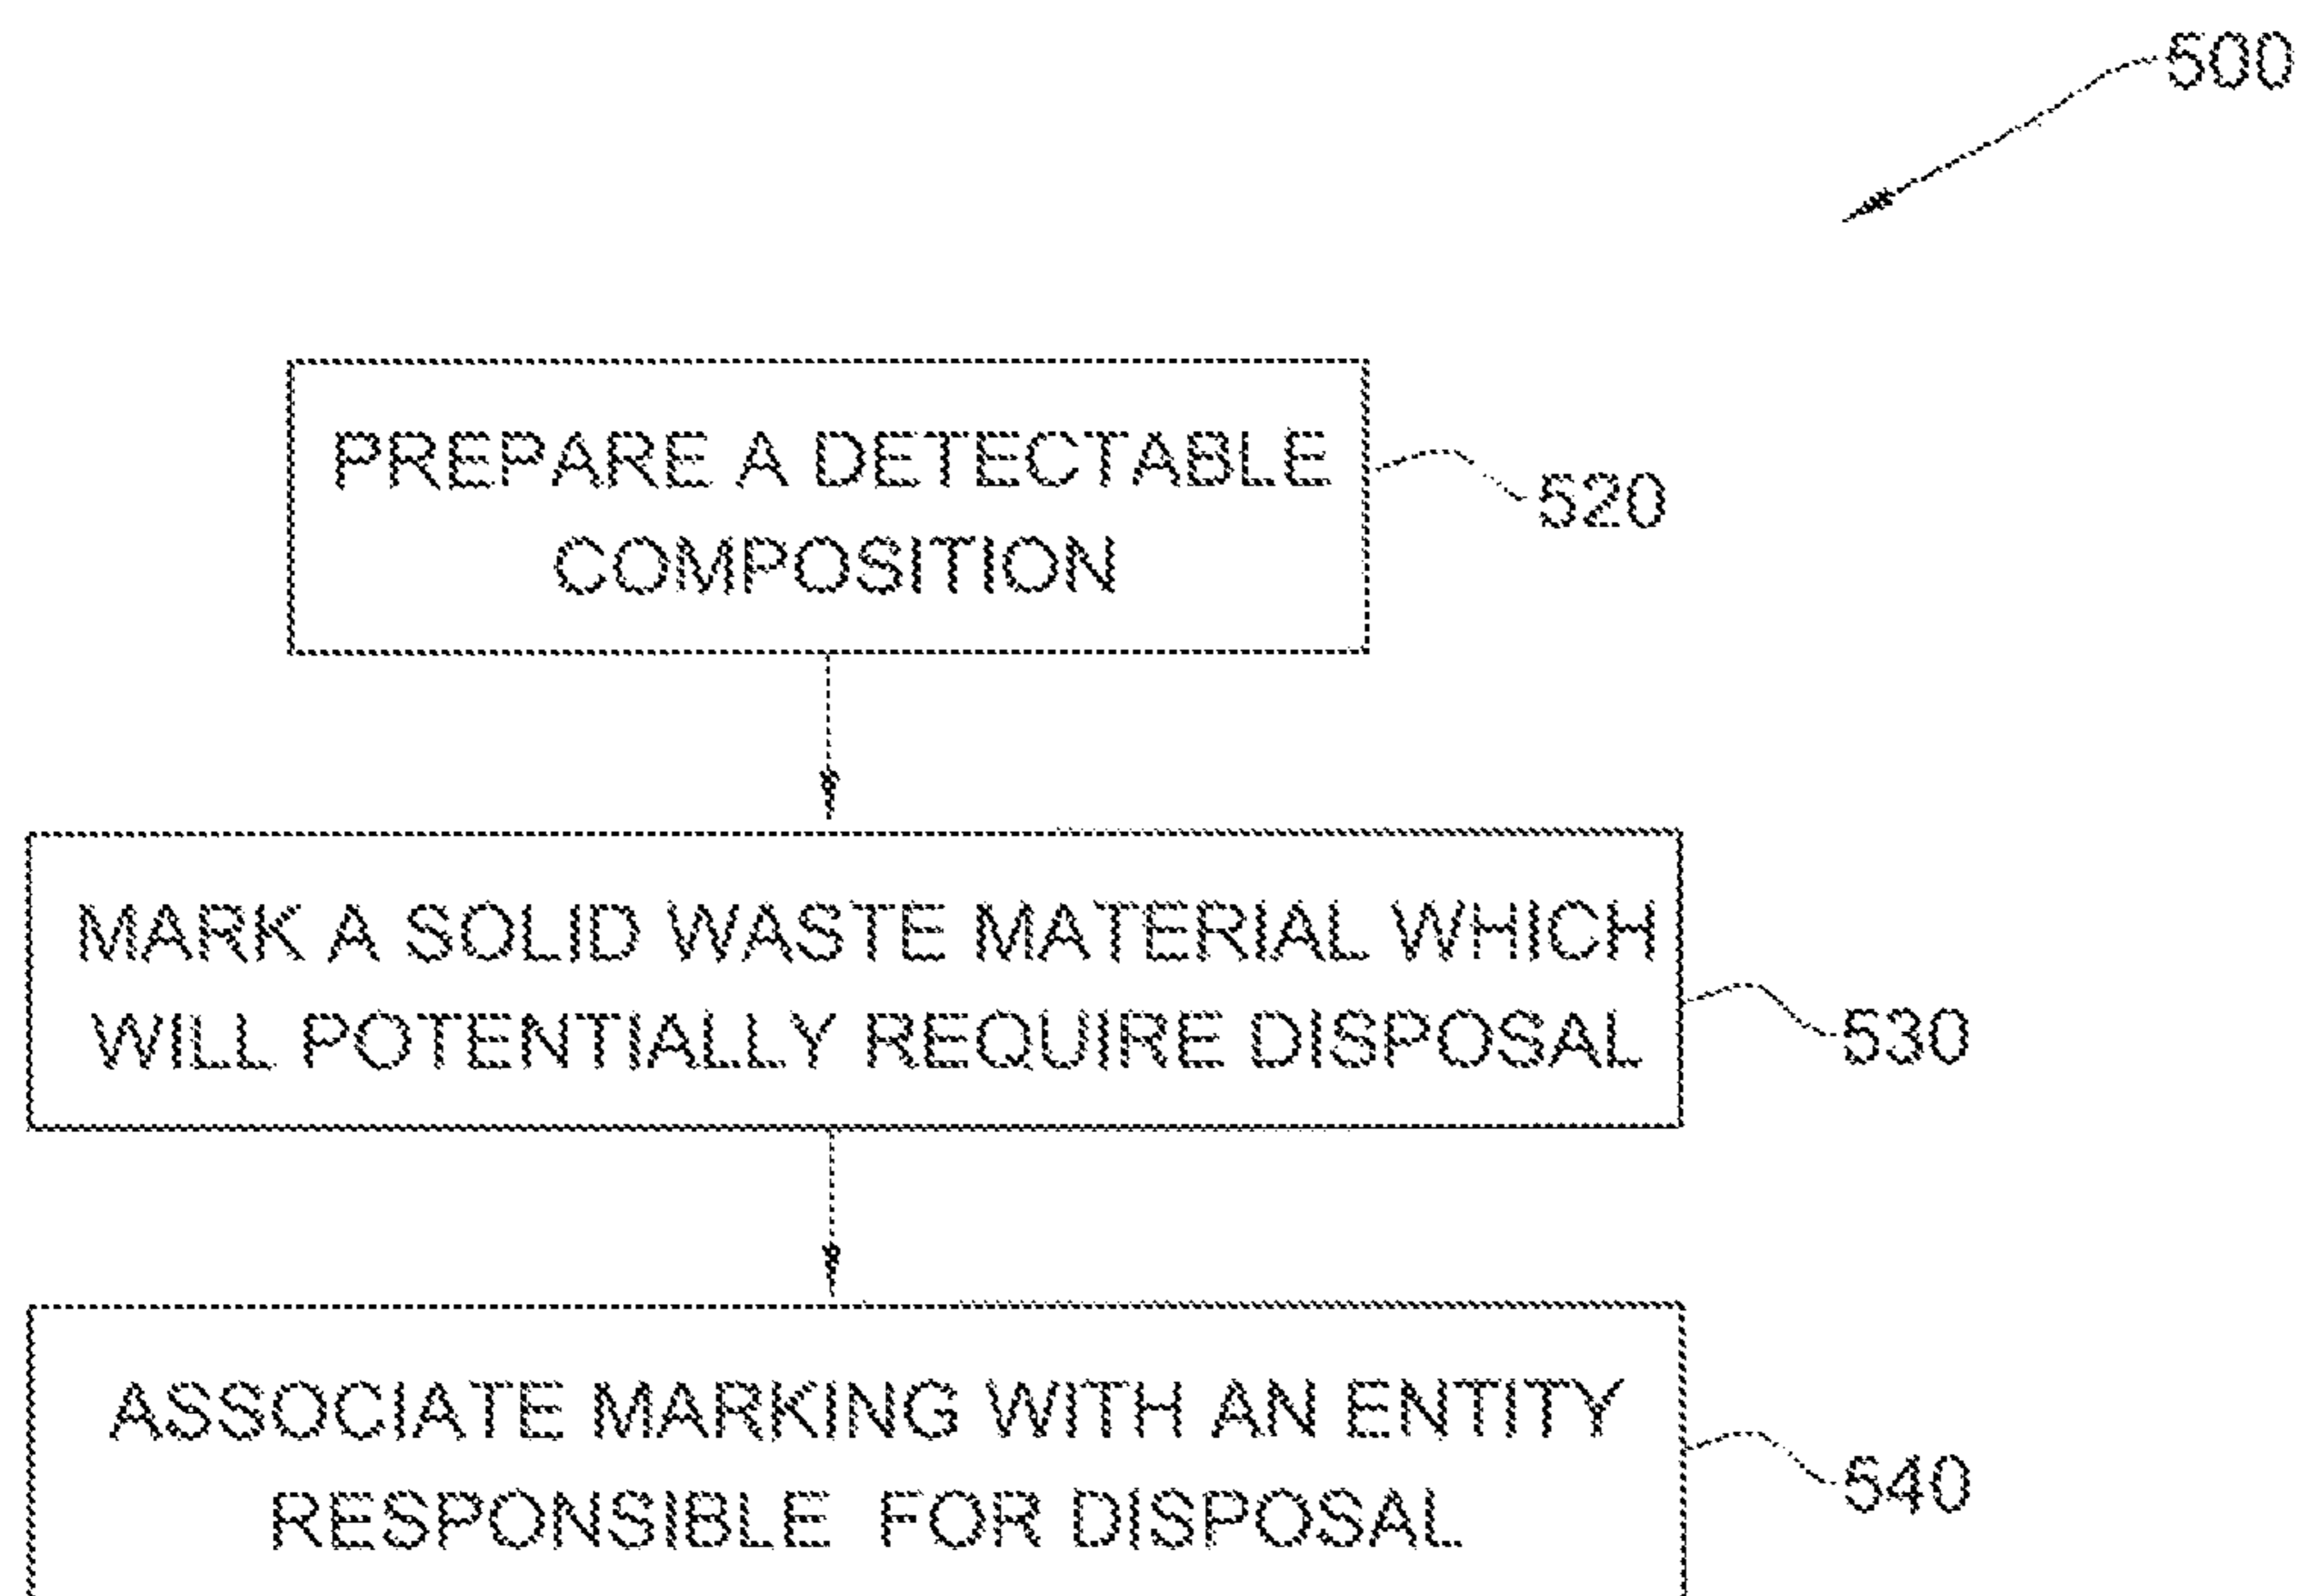 500
PREPARE A DETECTABLE
COMPOSITION
520
MARK A SOLID WASTE MATERIAL WHICH
WILL POTENTIALLY REQUIRE DISPOSAL
530
ASSOCIATE MARKING WITH AN ENTITY
RESPONSIBLE FOR DISPOSAL
540